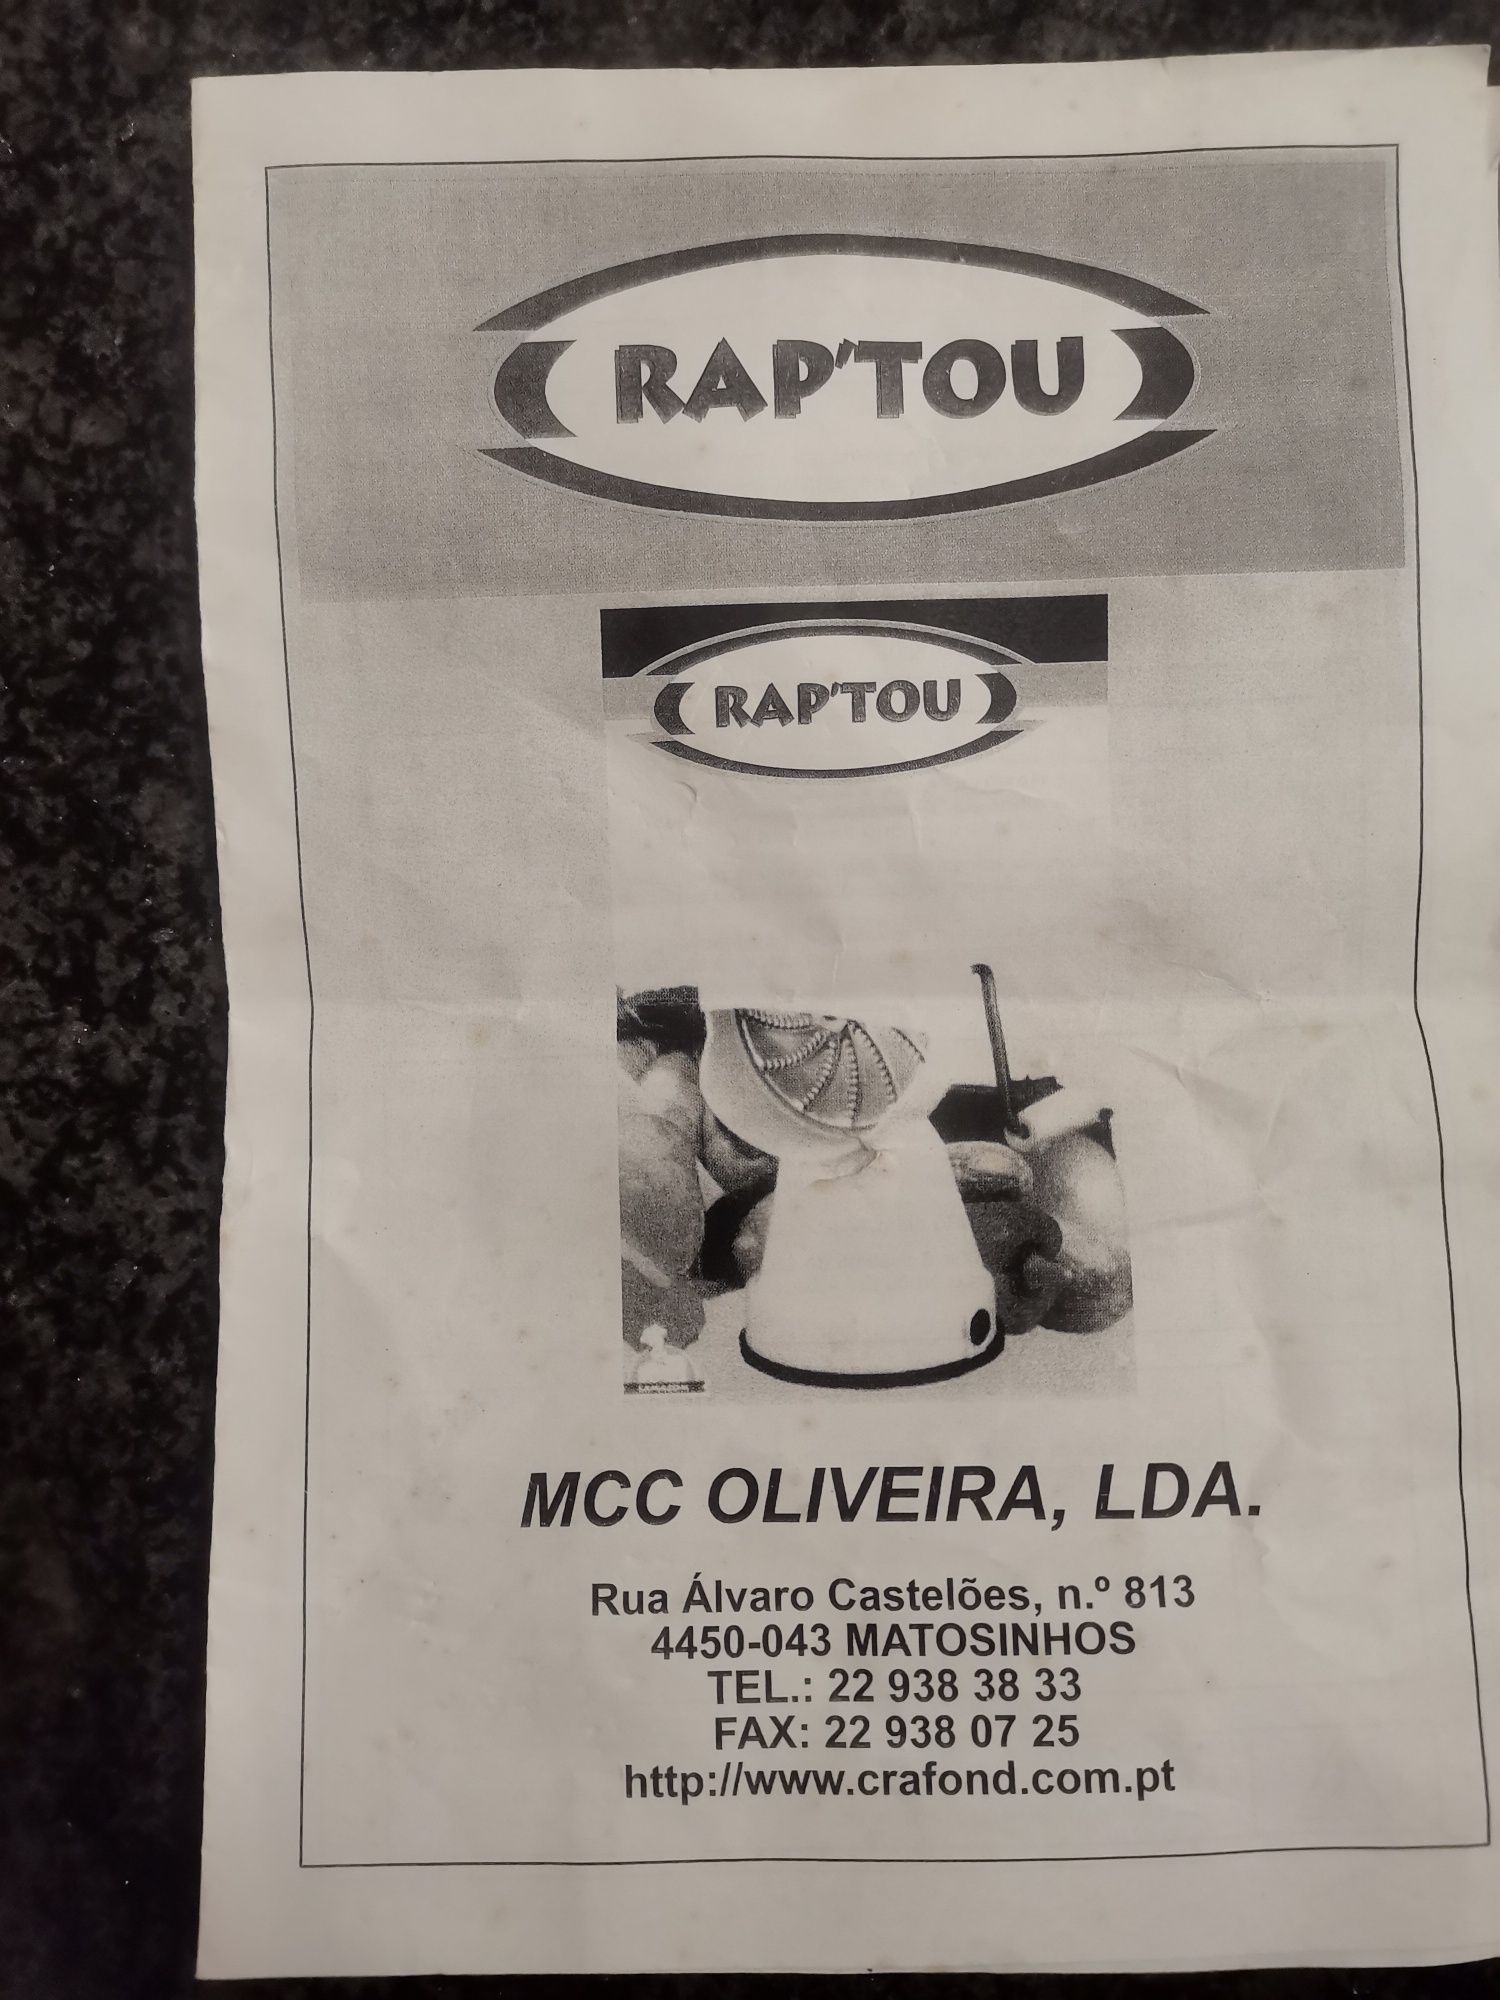 RAP'TOU
RAP'TOU
MCC OLIVEIRA, LDA.
Rua Álvaro Castelões, n.º 813
4450-043 MATOSINHOS
TEL.: 22 938 38 33
FAX: 22 938 07 25
http://www.crafond.com.pt